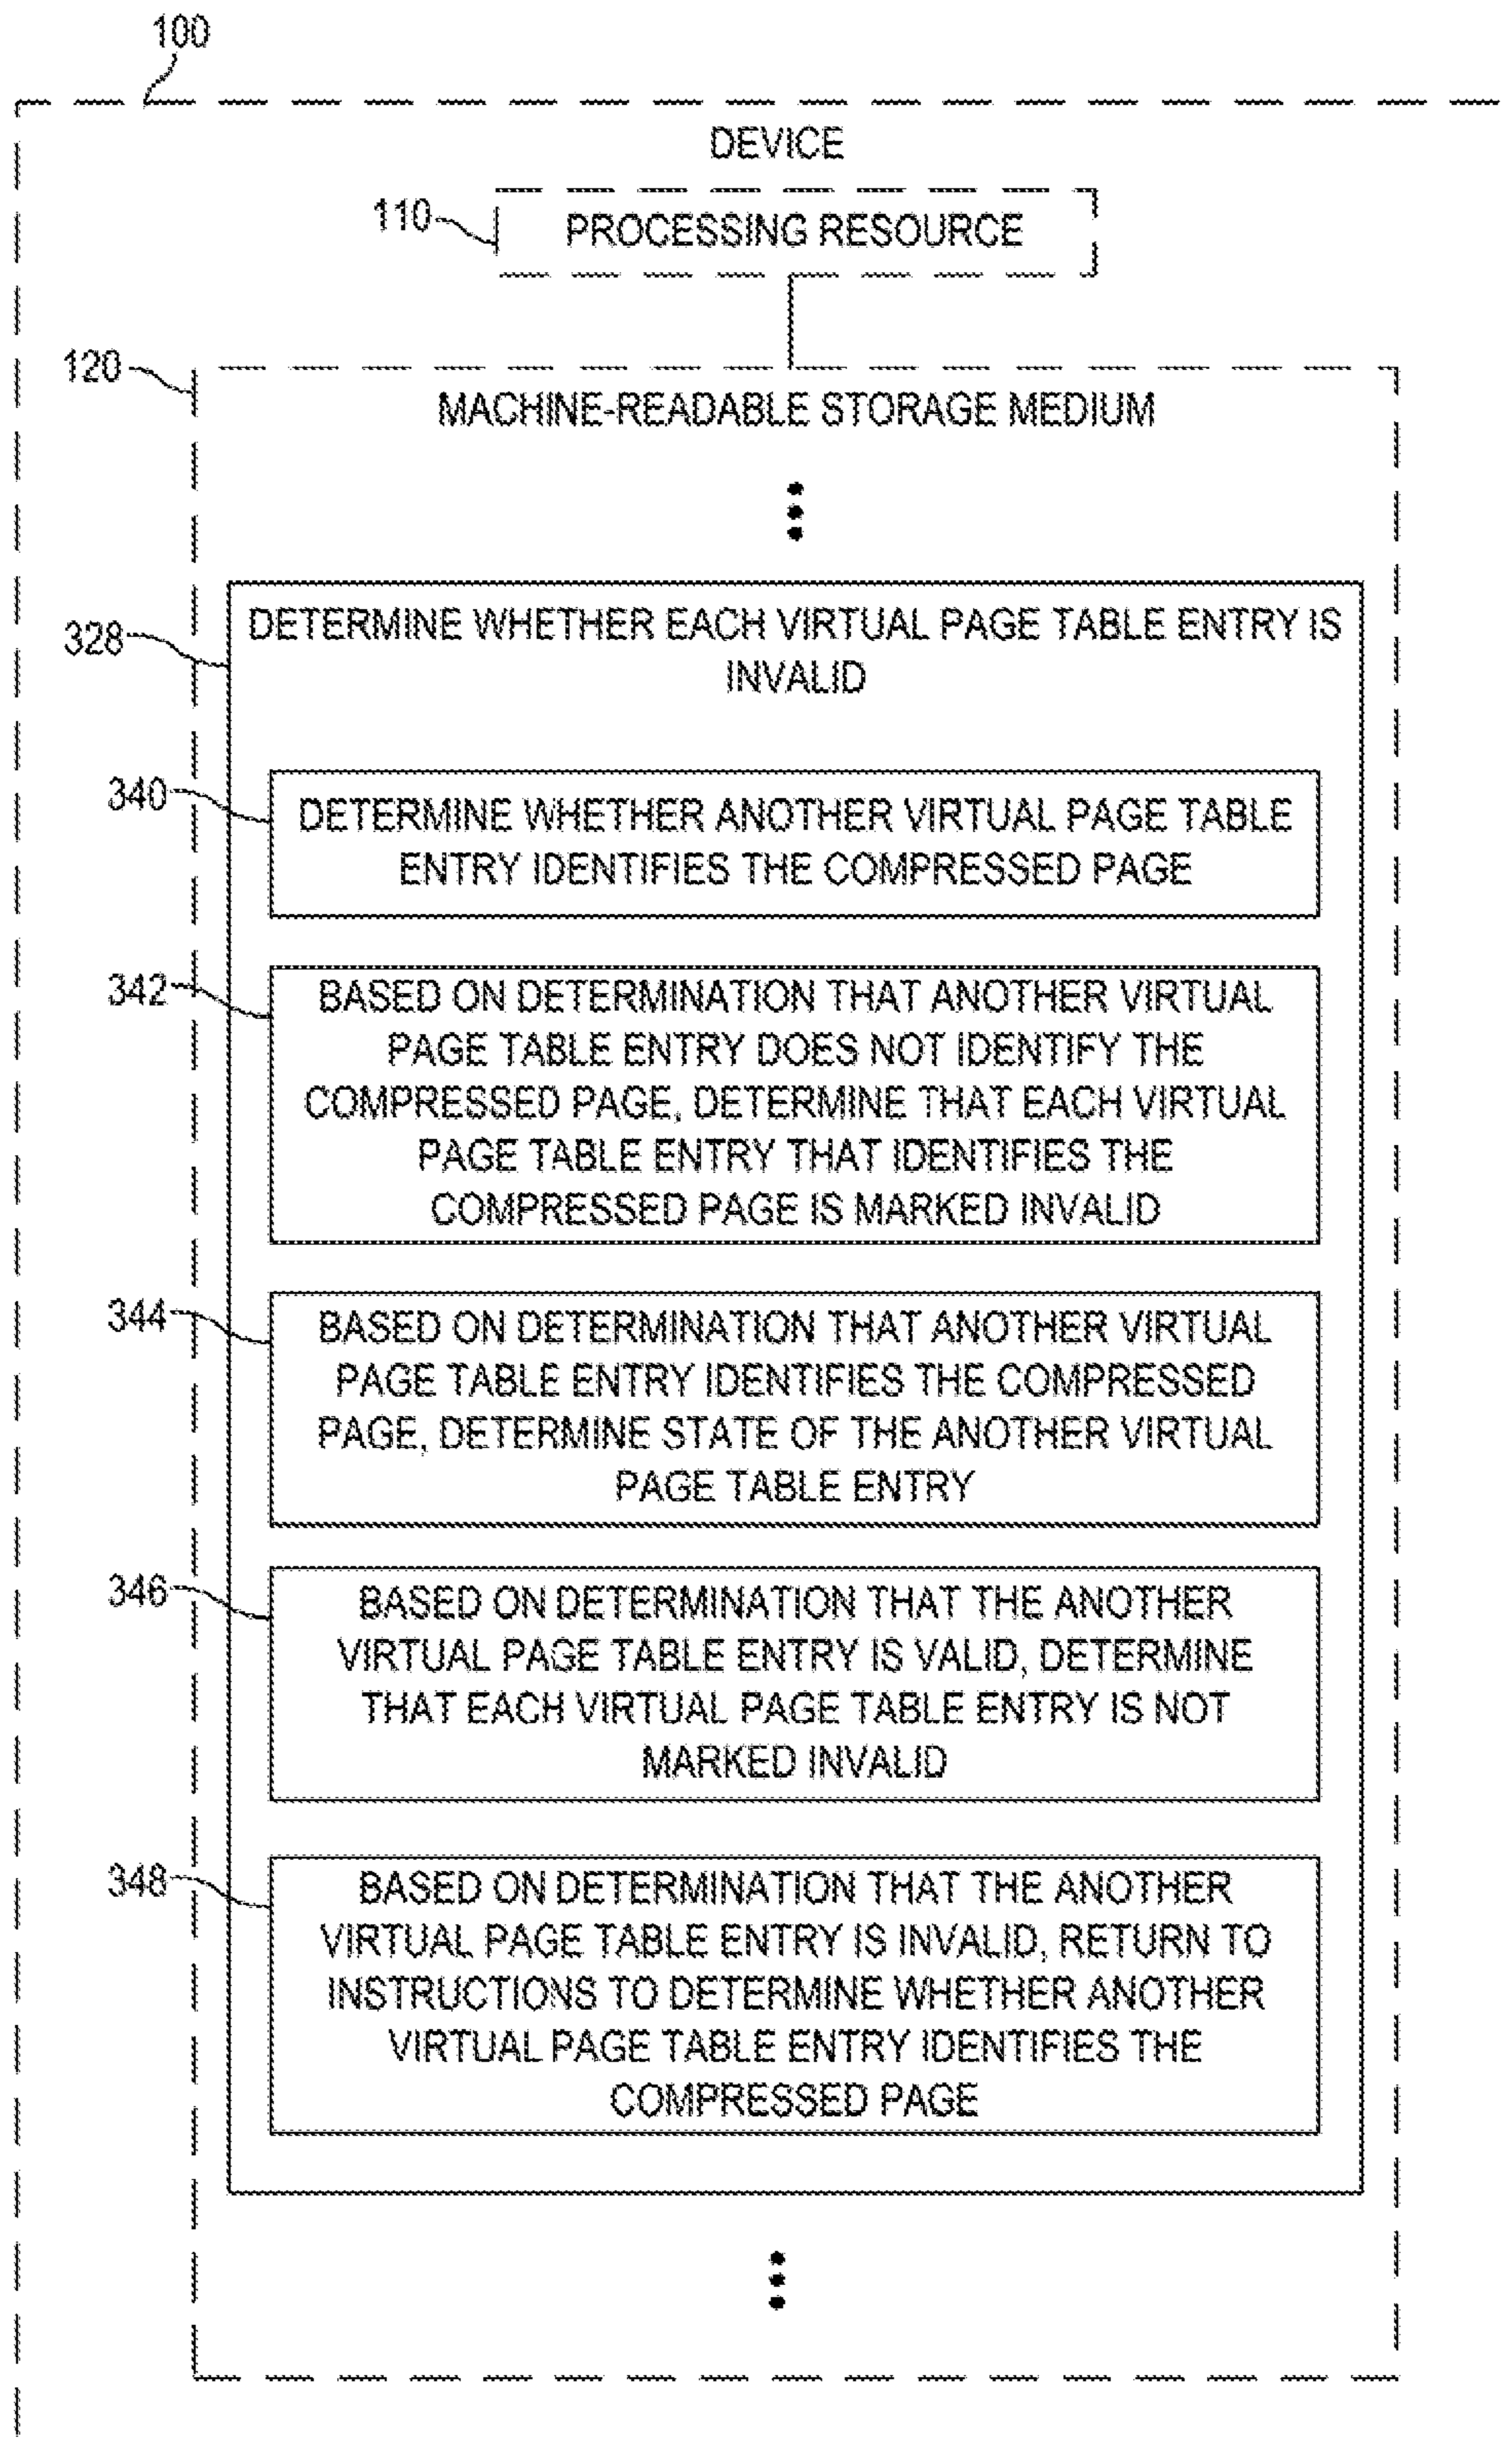 100
DEVICE
110
PROCESSING RESOURCE
120
MACHINE-READABLE STORAGE MEDIUM
328
DETERMINE WHETHER EACH VIRTUAL PAGE TABLE ENTRY IS
INVALID
340
DETERMINE WHETHER ANOTHER VIRTUAL PAGE TABLE
ENTRY IDENTIFIES THE COMPRESSED PAGE
342
BASED ON DETERMINATION THAT ANOTHER VIRTUAL
PAGE TABLE ENTRY DOES NOT IDENTIFY THE
COMPRESSED PAGE, DETERMINE THAT EACH VIRTUAL
PAGE TABLE ENTRY THAT IDENTIFIES THE
COMPRESSED PAGE IS MARKED INVALID
344
BASED ON DETERMINATION THAT ANOTHER VIRTUAL
PAGE TABLE ENTRY IDENTIFIES THE COMPRESSED
PAGE, DETERMINE STATE OF THE ANOTHER VIRTUAL
PAGE TABLE ENTRY
346
BASED ON DETERMINATION THAT THE ANOTHER
VIRTUAL PAGE TABLE ENTRY IS VALID, DETERMINE
THAT EACH VIRTUAL PAGE TABLE ENTRY IS NOT
MARKED INVALID
348
BASED ON DETERMINATION THAT THE ANOTHER
VIRTUAL PAGE TABLE ENTRY IS INVALID, RETURN TO
INSTRUCTIONS TO DETERMINE WHETHER ANOTHER
VIRTUAL PAGE TABLE ENTRY IDENTIFIES THE
COMPRESSED PAGE